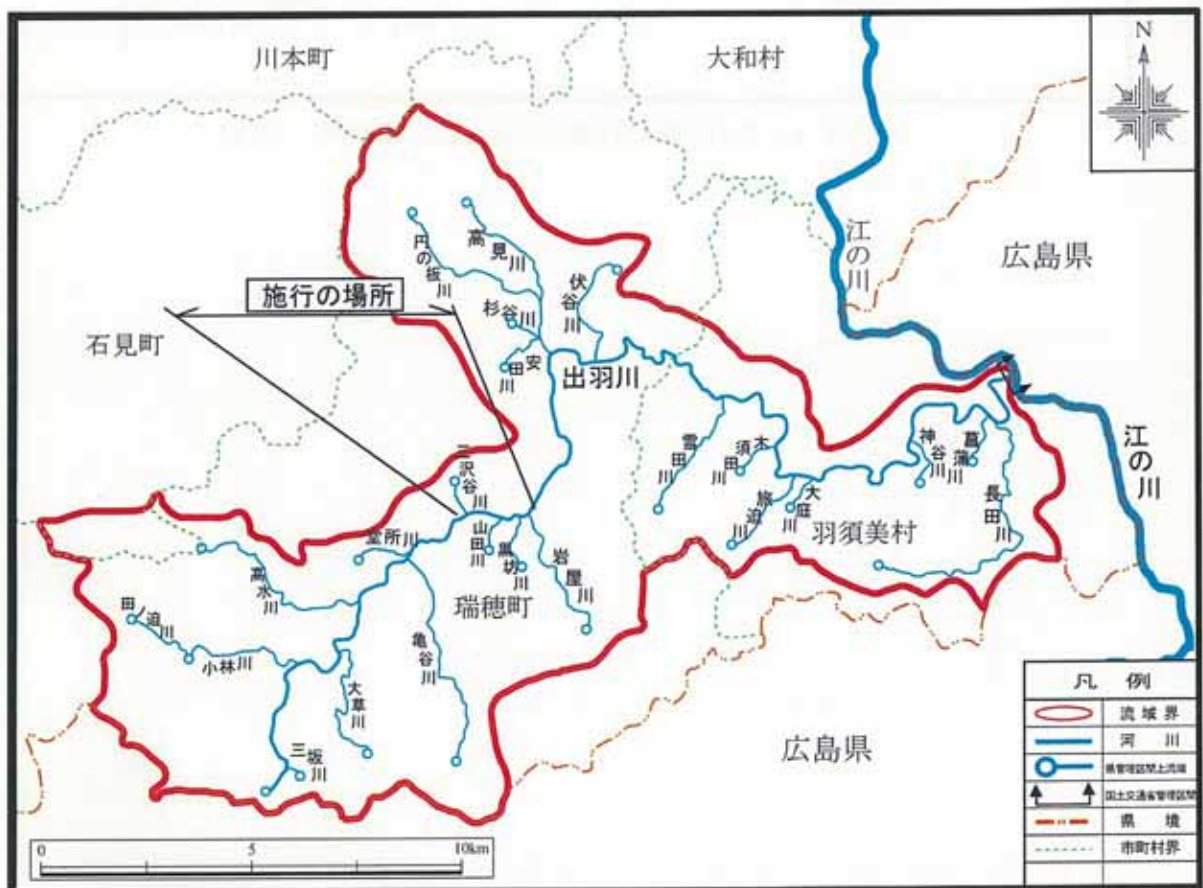 川本町
大和村
N
江の川
広島県
高見川
円の板川
伏谷川
施行の場所
杉谷川
石見町
安田川
出羽川
江の川
雪田川
須田川
木
旅迫川
大庭川
神谷川
菖蒲川
長田川
羽須美村
三沢谷川
山田川
黒坊川
岩屋川
堂所川
高水川
瑞穂町
亀谷川
田ノ迫川
小林川
大草川
三坂川
広島県
凡例
流域界
河川
県管理区間上流端
国土交通省管理区間
県境
市町村界
0 5 10km